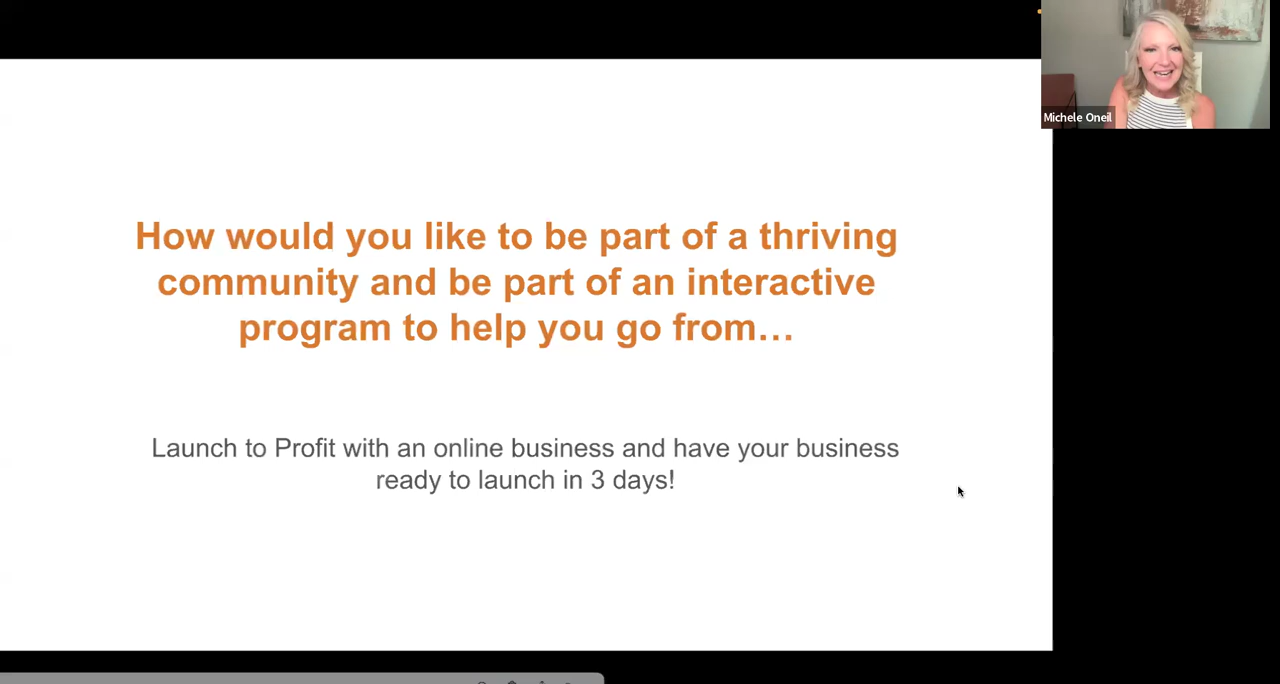 Michele Oneil
How would you like to be part of a thriving
community and be part of an interactive
program to help you go from…
Launch to Profit with an online business and have your business
ready to launch in 3 days!